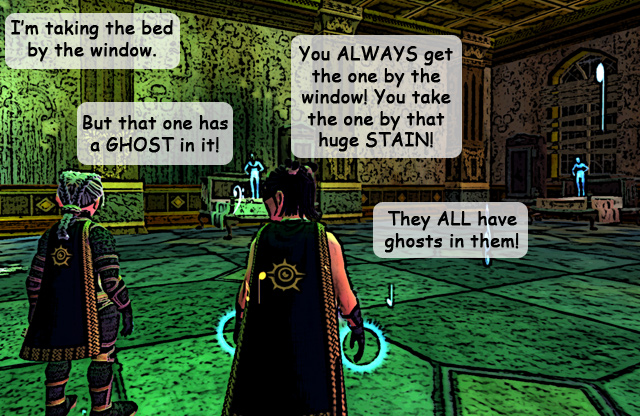 I'm taking the bed
by the window.
You ALWAYS get
the one by the
window! You take
the one by that
huge STAIN!
But that one has
a GHOST in it!
They ALL have
ghosts in them!